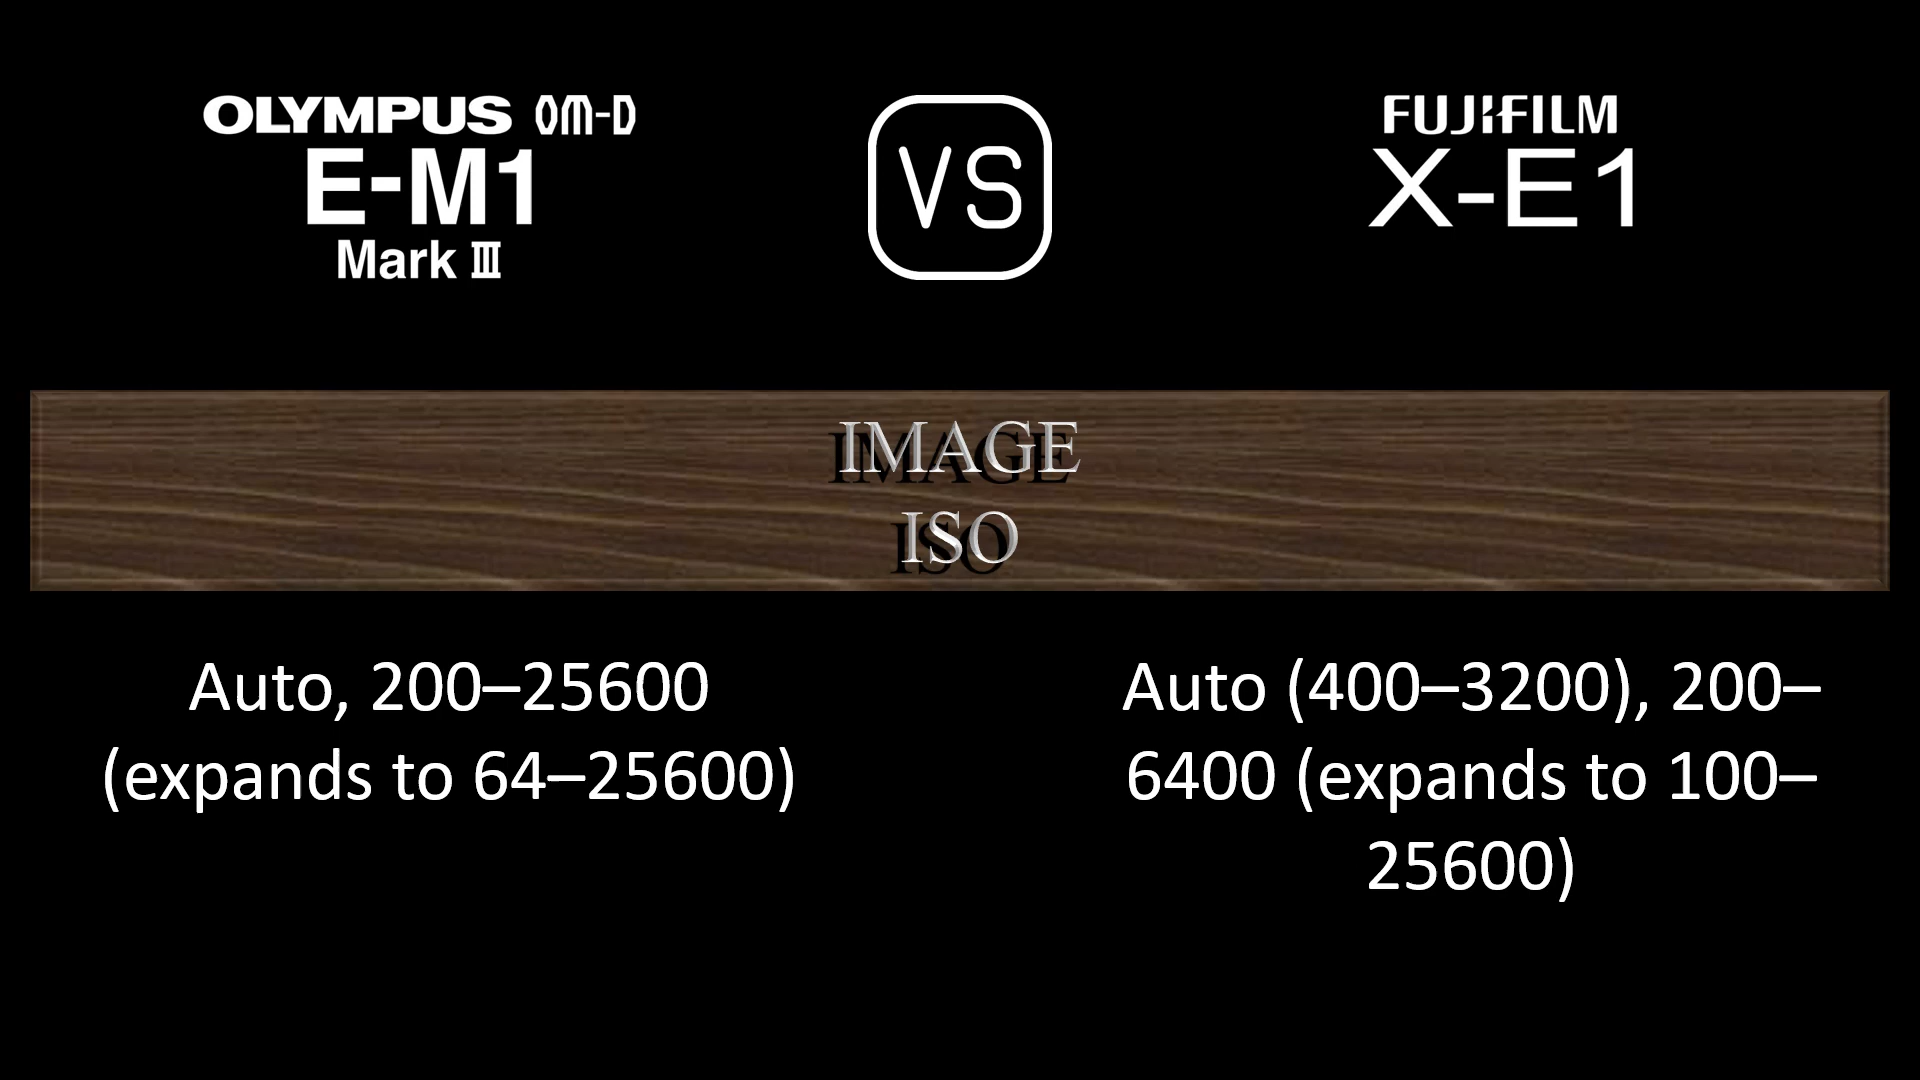 OLYMPUS OM-D
E-M1
Mark III
VS
FUJIFILM
X-E1
IMAGE
ISO
Auto, 200–25600
(expands to 64–25600)
Auto (400–3200), 200–
6400 (expands to 100–
25600)